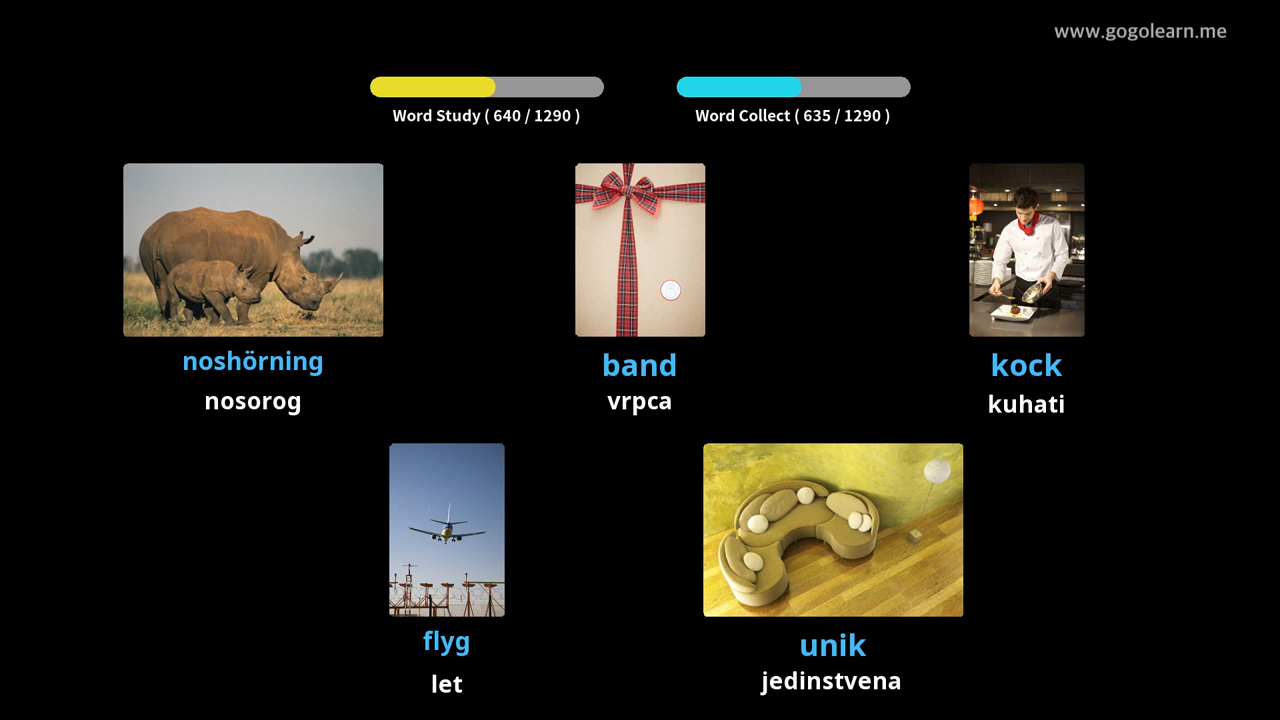 www.gogolearn.me
Word Study ( 640 / 1290 )
Word Collect ( 635 / 1290 )
noshörning
nosorog
band
vrpca
kock
kuhati
flyg
let
unik
jedinstvena